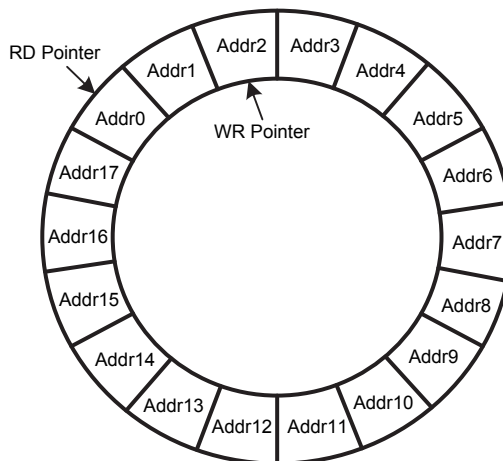 Addr2 Addr3
RD Pointer
Addr1 Addr4
Addr0 Addr5
WR Pointer
Addr17 Addr6
Addr16 Addr7
Addr15 Addr8
Addr14 Addr9
Addr13 Addr10
Addr12 Addr11